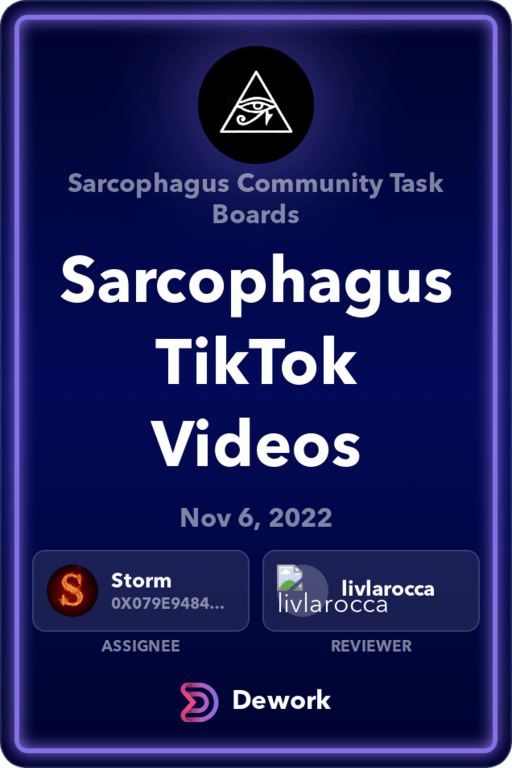 Sarcophagus Community Task
Boards
Sarcophagus
TikTok
Videos
Nov 6, 2022
Storm
0X079E9484...
ASSIGNEE
livlarocca
livlarocca
REVIEWER
Dework